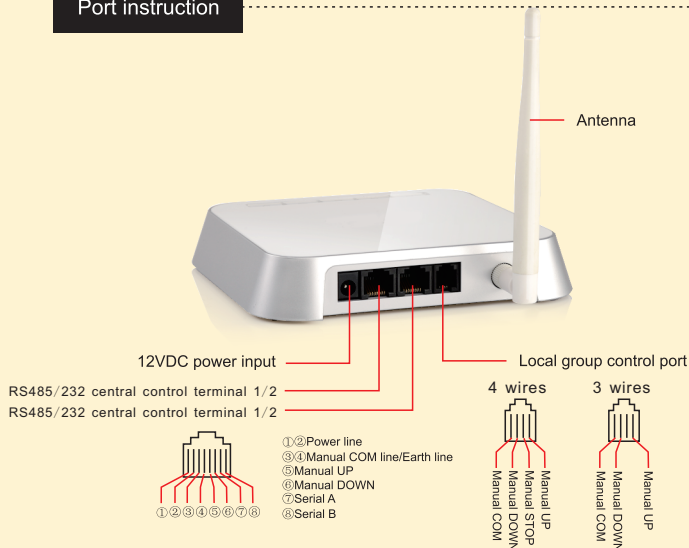 Port instruction
Antenna
12VDC power input
Local group control port
RS485/232 central control terminal 1/2
RS485/232 central control terminal 1/2
4 wires
3 wires
①②Power line
③④Manual COM line/Earth line
⑤Manual UP
⑥Manual DOWN
⑦Serial A
⑧Serial B
①②③④⑤⑥⑦⑧
Manual COM
Manual DOWN
Manual STOP
Manual UP
Manual COM
Manual DOWN
Manual UP